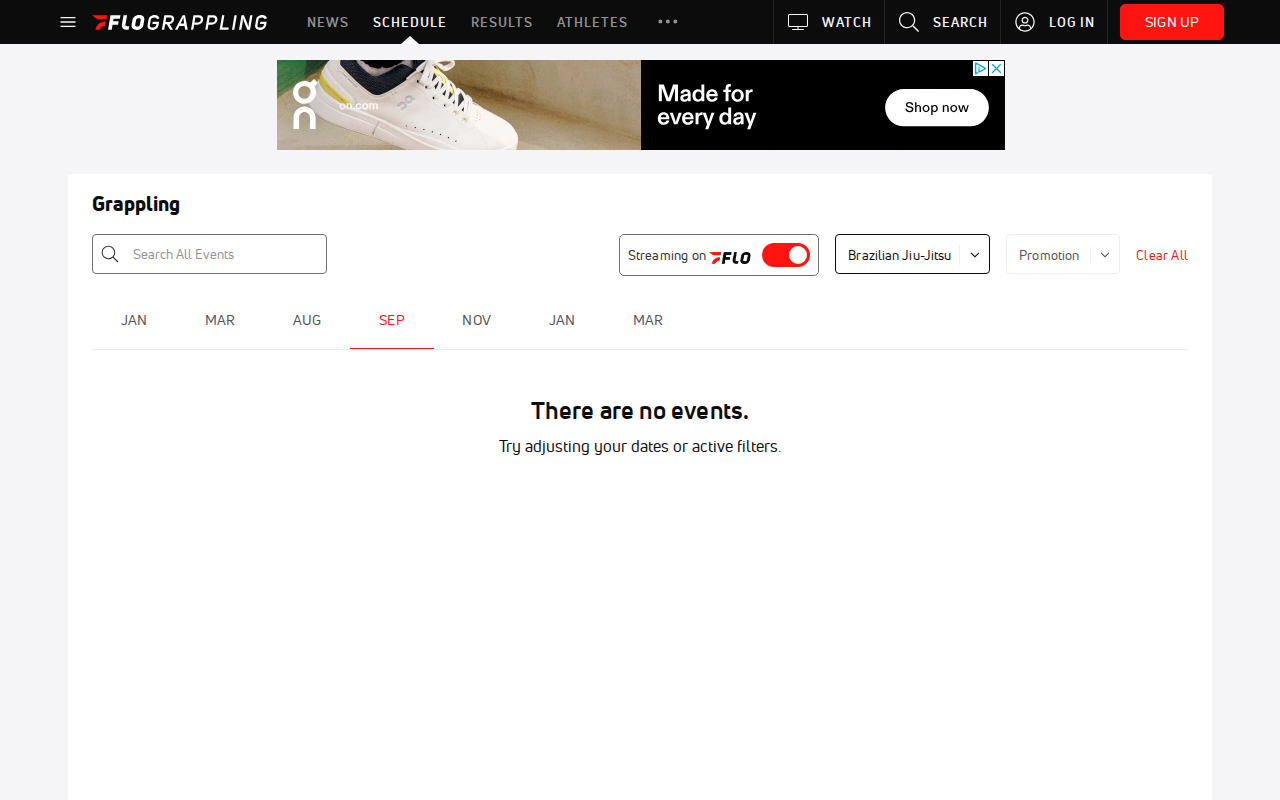 FLOGRAPPLING NEWS SCHEDULE RESULTS ATHLETES WATCH SEARCH LOG IN SIGN UP
on.com
Made for
every day
Shop now
Grappling
Search All Events Streaming on FLO Brazilian Jiu-Jitsu Promotion Clear All
JAN MAR AUG SEP NOV JAN MAR
There are no events.
Try adjusting your dates or active filters.